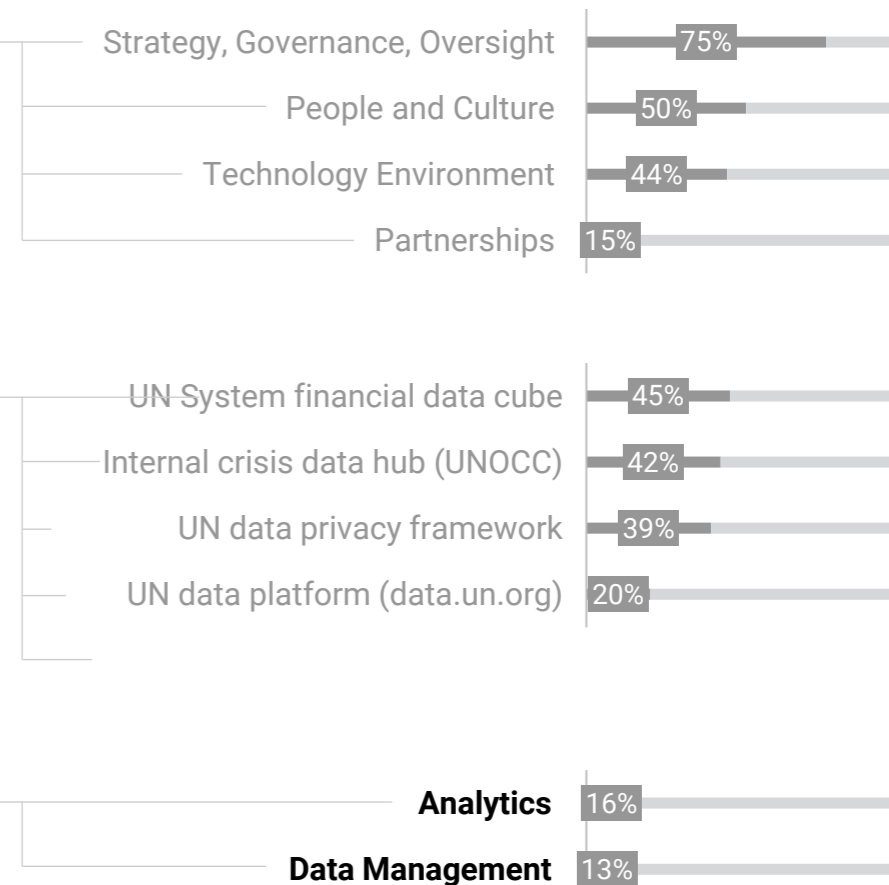 Strategy, Governance, Oversight 75%
People and Culture 50%
Technology Environment 44%
Partnerships 15%
UN System financial data cube 45%
Internal crisis data hub (UNOCC) 42%
UN data privacy framework 39%
UN data platform (data.un.org) 20%
Analytics 16%
Data Management 13%